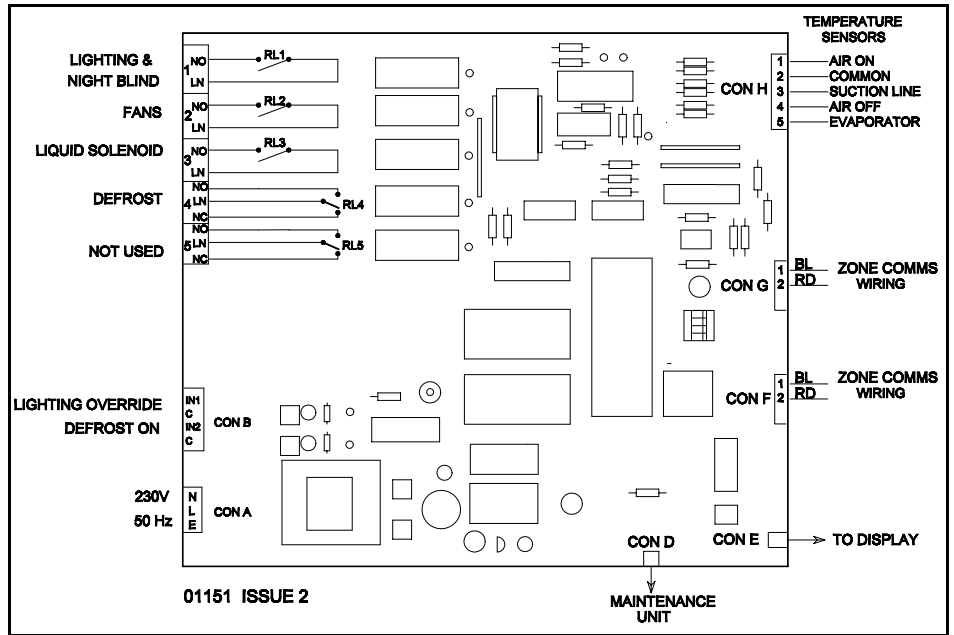 TEMPERATURE
SENSORS
LIGHTING &
NIGHT BLIND
1
NO
LN
RL1
FANS
2
NO
LN
RL2
LIQUID SOLENOID
3
NO
LN
RL3
DEFROST
4
NO
LN
NC
RL4
NOT USED
5
NO
LN
NC
RL5
CON H
1 AIR ON
2 COMMON
3 SUCTION LINE
4 AIR OFF
5 EVAPORATOR
CON G
1 BL
2 RD
ZONE COMMS
WIRING
CON F
1 BL
2 RD
ZONE COMMS
WIRING
LIGHTING OVERRIDE
DEFROST ON
IN1
C
IN2
C
CON B
230V
50 Hz
N
L
E
CON A
CON D
CON E
TO DISPLAY
MAINTENANCE
UNIT
01151 ISSUE 2